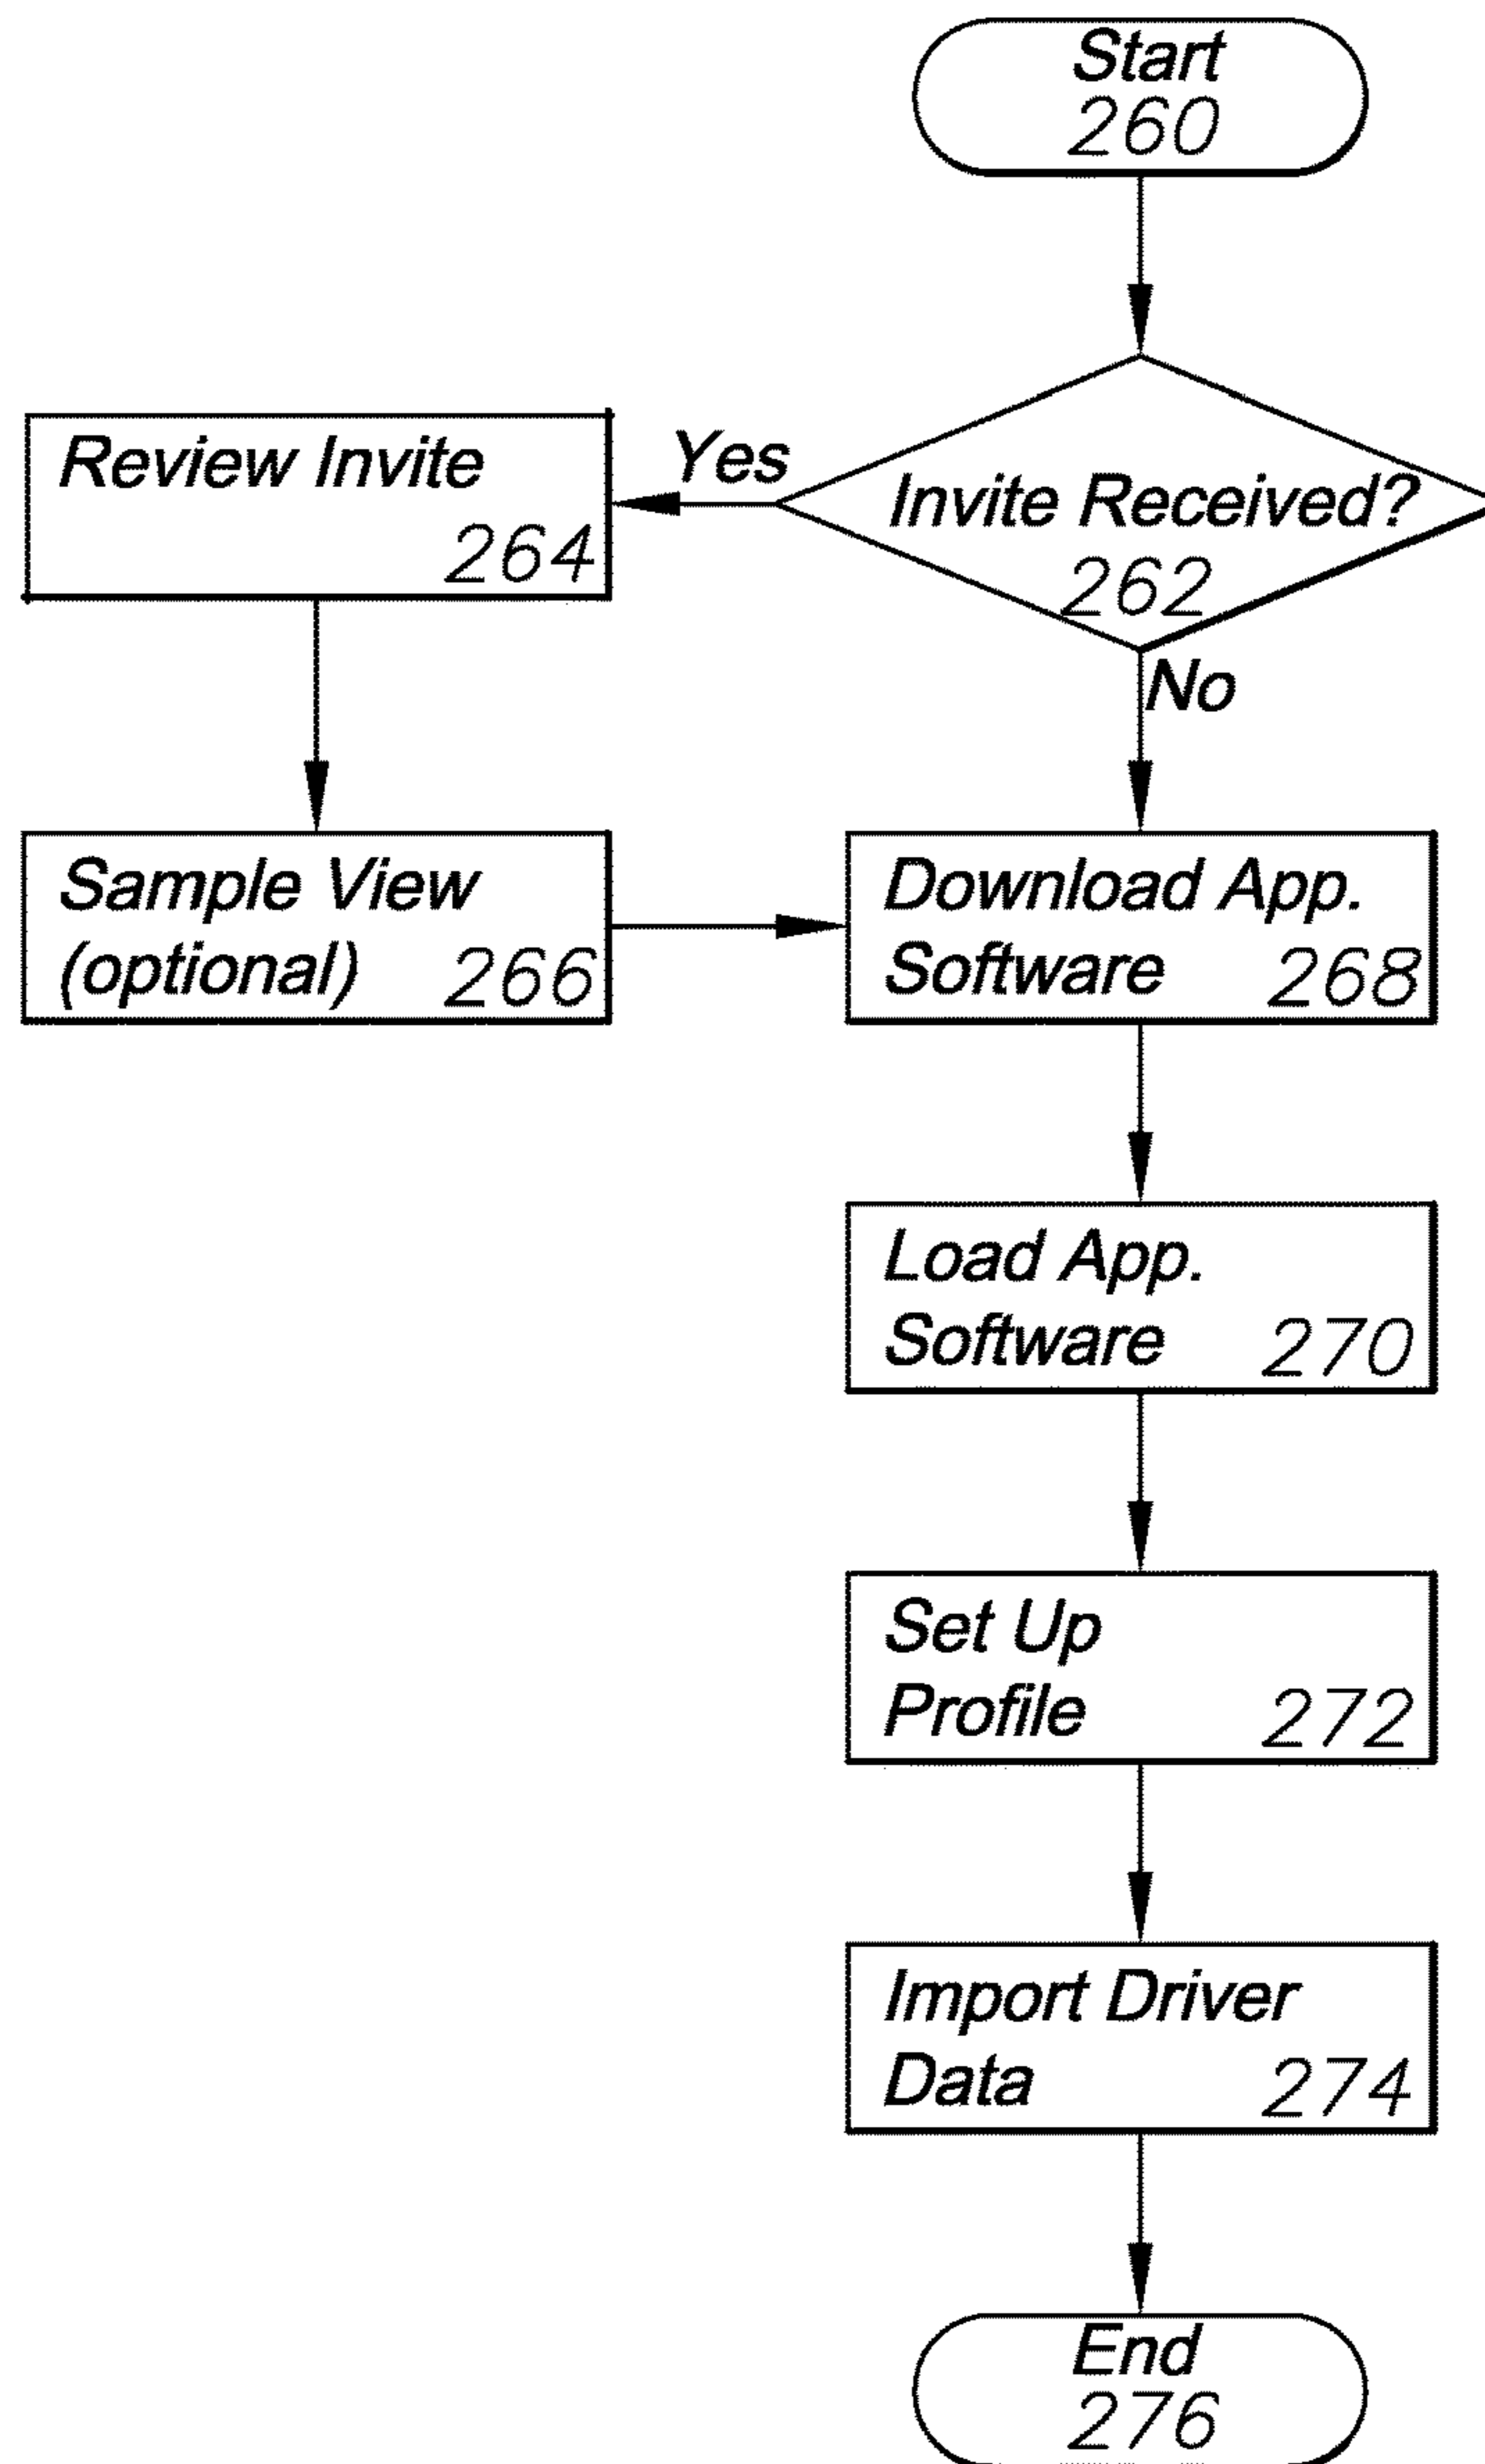 Start
260
Invite Received?
262
Yes
No
Review Invite
264
Sample View
(optional) 266
Download App.
Software 268
Load App.
Software 270
Set Up
Profile 272
Import Driver
Data 274
End
276